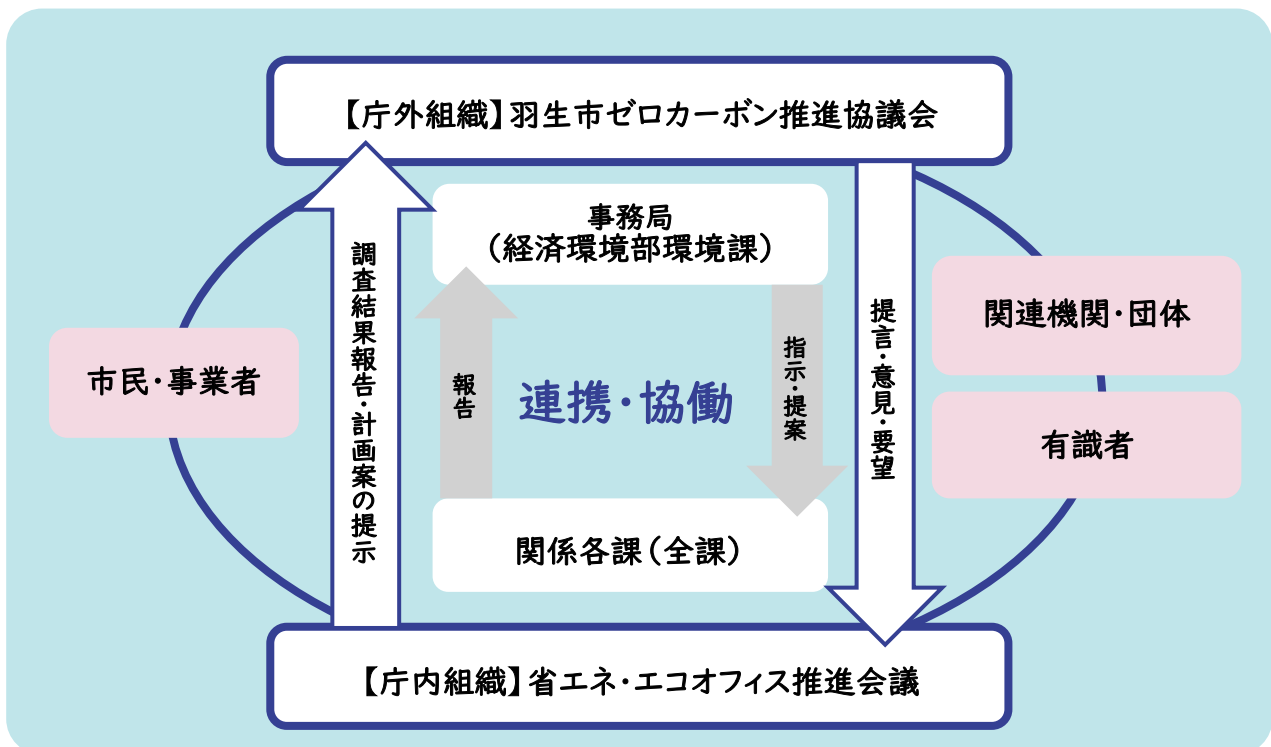 【庁外組織】羽生市ゼロカーボン推進協議会
事務局
（経済環境部環境課）
調査結果報告・計画案の提示
提言・意見・要望
関連機関・団体
市民・事業者
報告
連携・協働
指示・提案
有識者
関係各課（全課）
【庁内組織】省エネ・エコオフィス推進会議